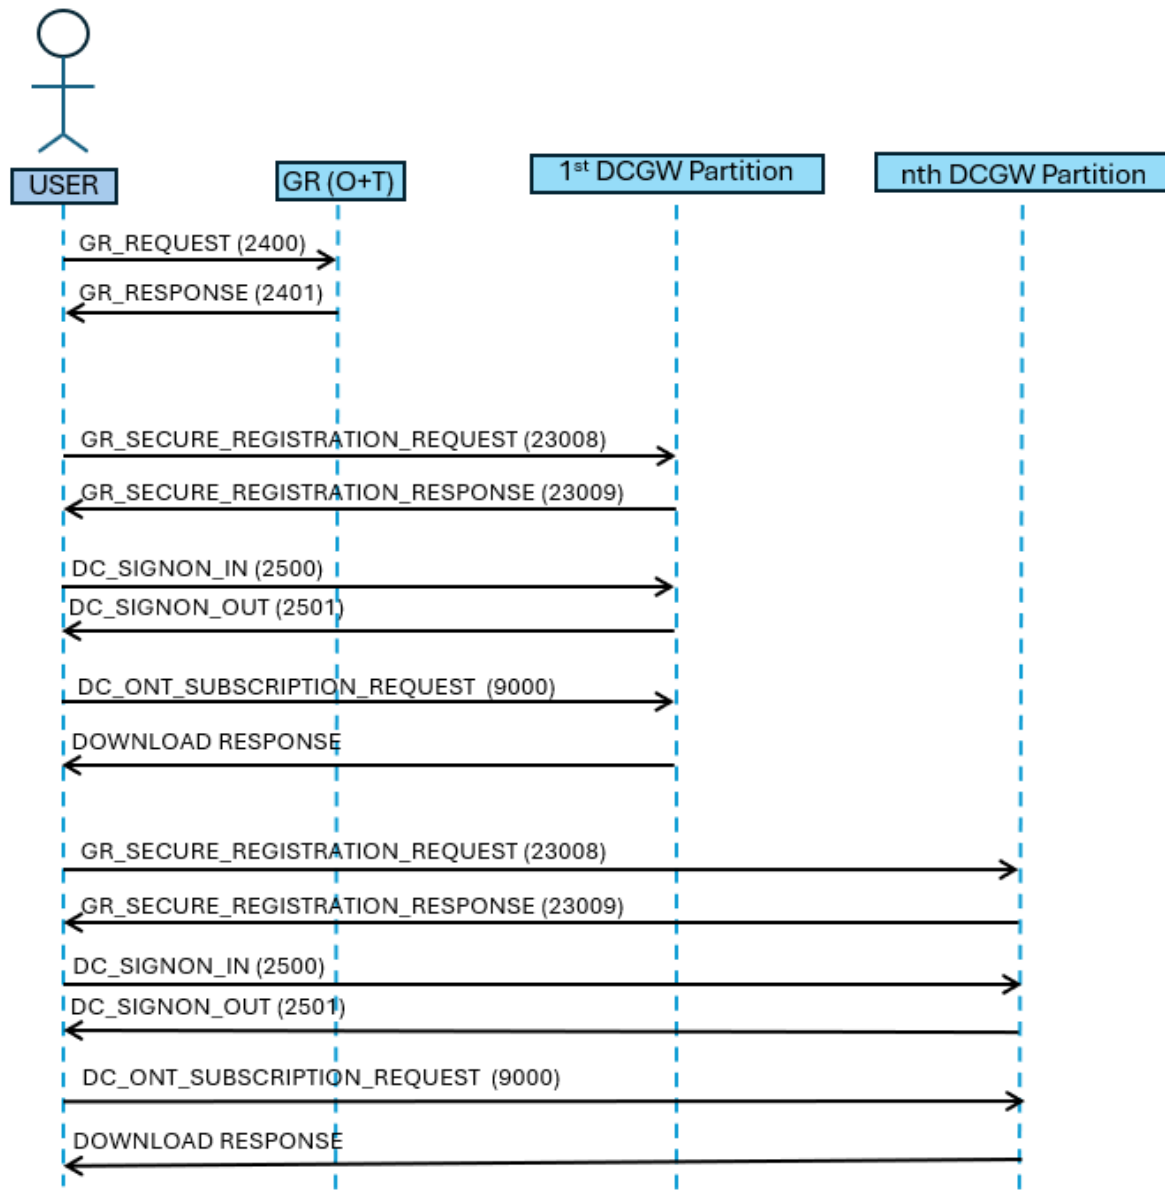 USER
GR (O+T)
1st DCGW Partition
nth DCGW Partition
GR_REQUEST (2400)
GR_RESPONSE (2401)
GR_SECURE_REGISTRATION_REQUEST (23008)
GR_SECURE_REGISTRATION_RESPONSE (23009)
DC_SIGNON_IN (2500)
DC_SIGNON_OUT (2501)
DC_ONT_SUBSCRIPTION_REQUEST (9000)
DOWNLOAD RESPONSE
GR_SECURE_REGISTRATION_REQUEST (23008)
GR_SECURE_REGISTRATION_RESPONSE (23009)
DC_SIGNON_IN (2500)
DC_SIGNON_OUT (2501)
DC_ONT_SUBSCRIPTION_REQUEST (9000)
DOWNLOAD RESPONSE